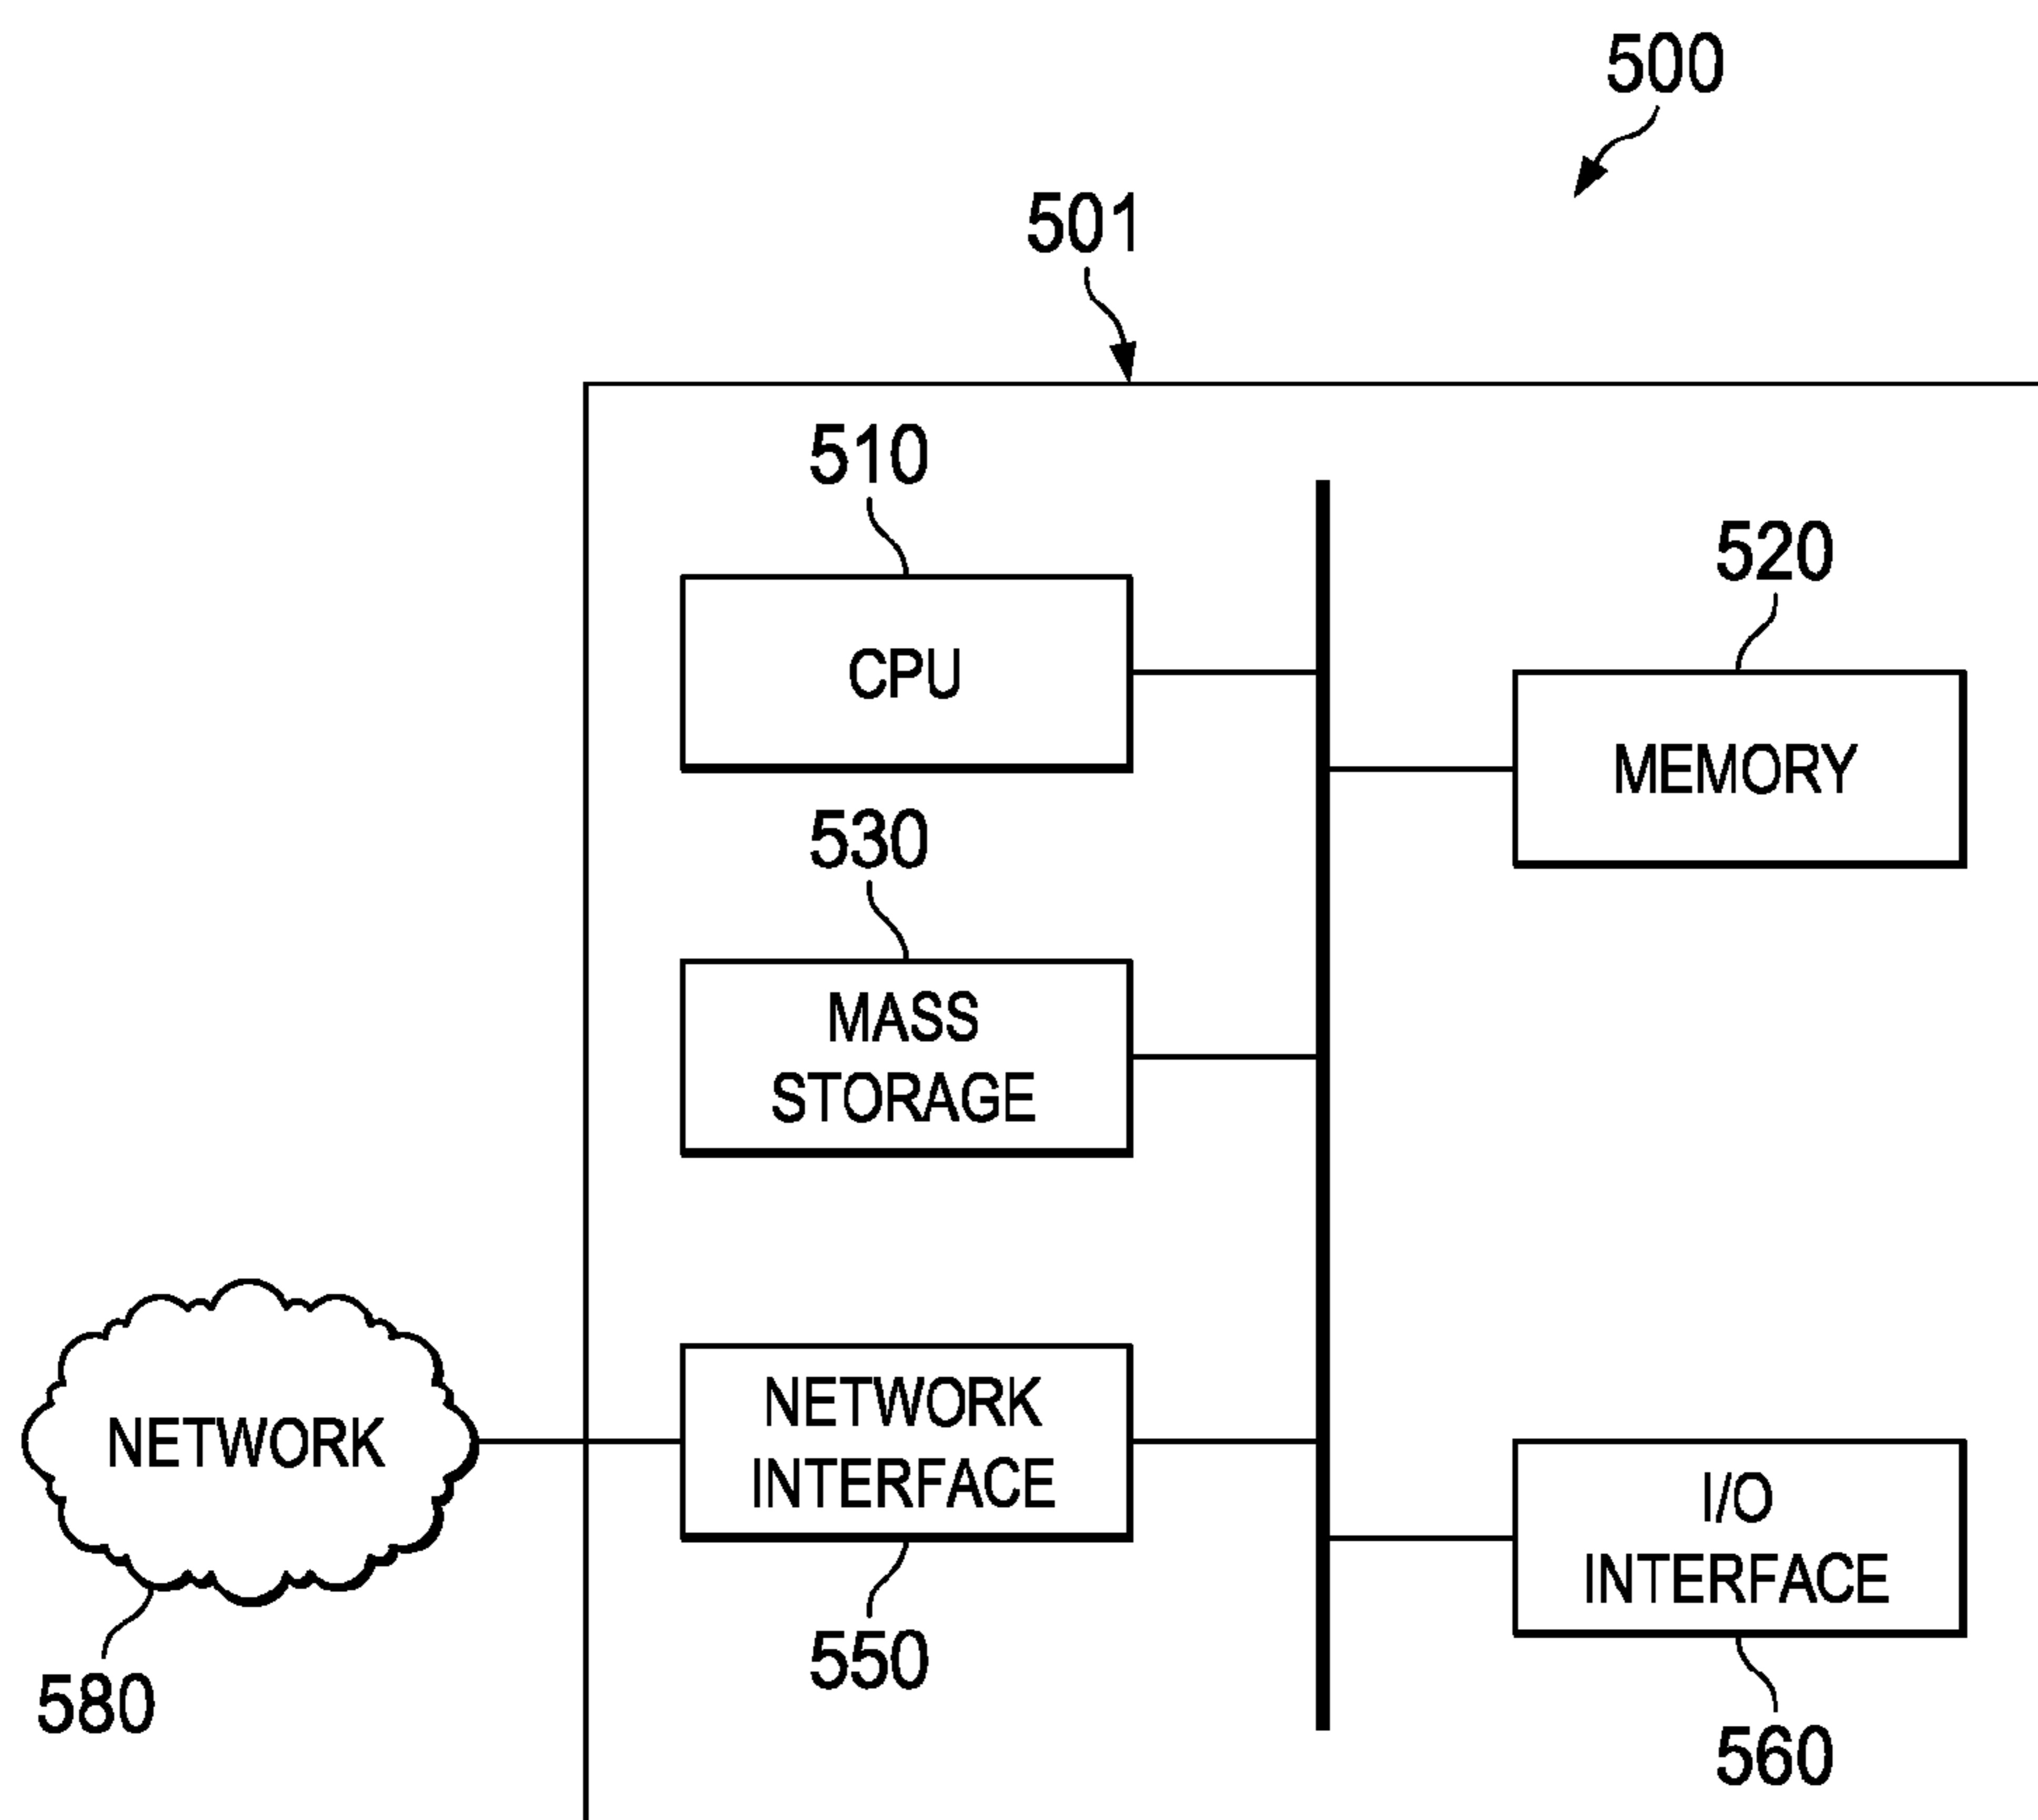 500
501
510
CPU
520
MEMORY
530
MASS
STORAGE
NETWORK
580
NETWORK
INTERFACE
550
I/O
INTERFACE
560